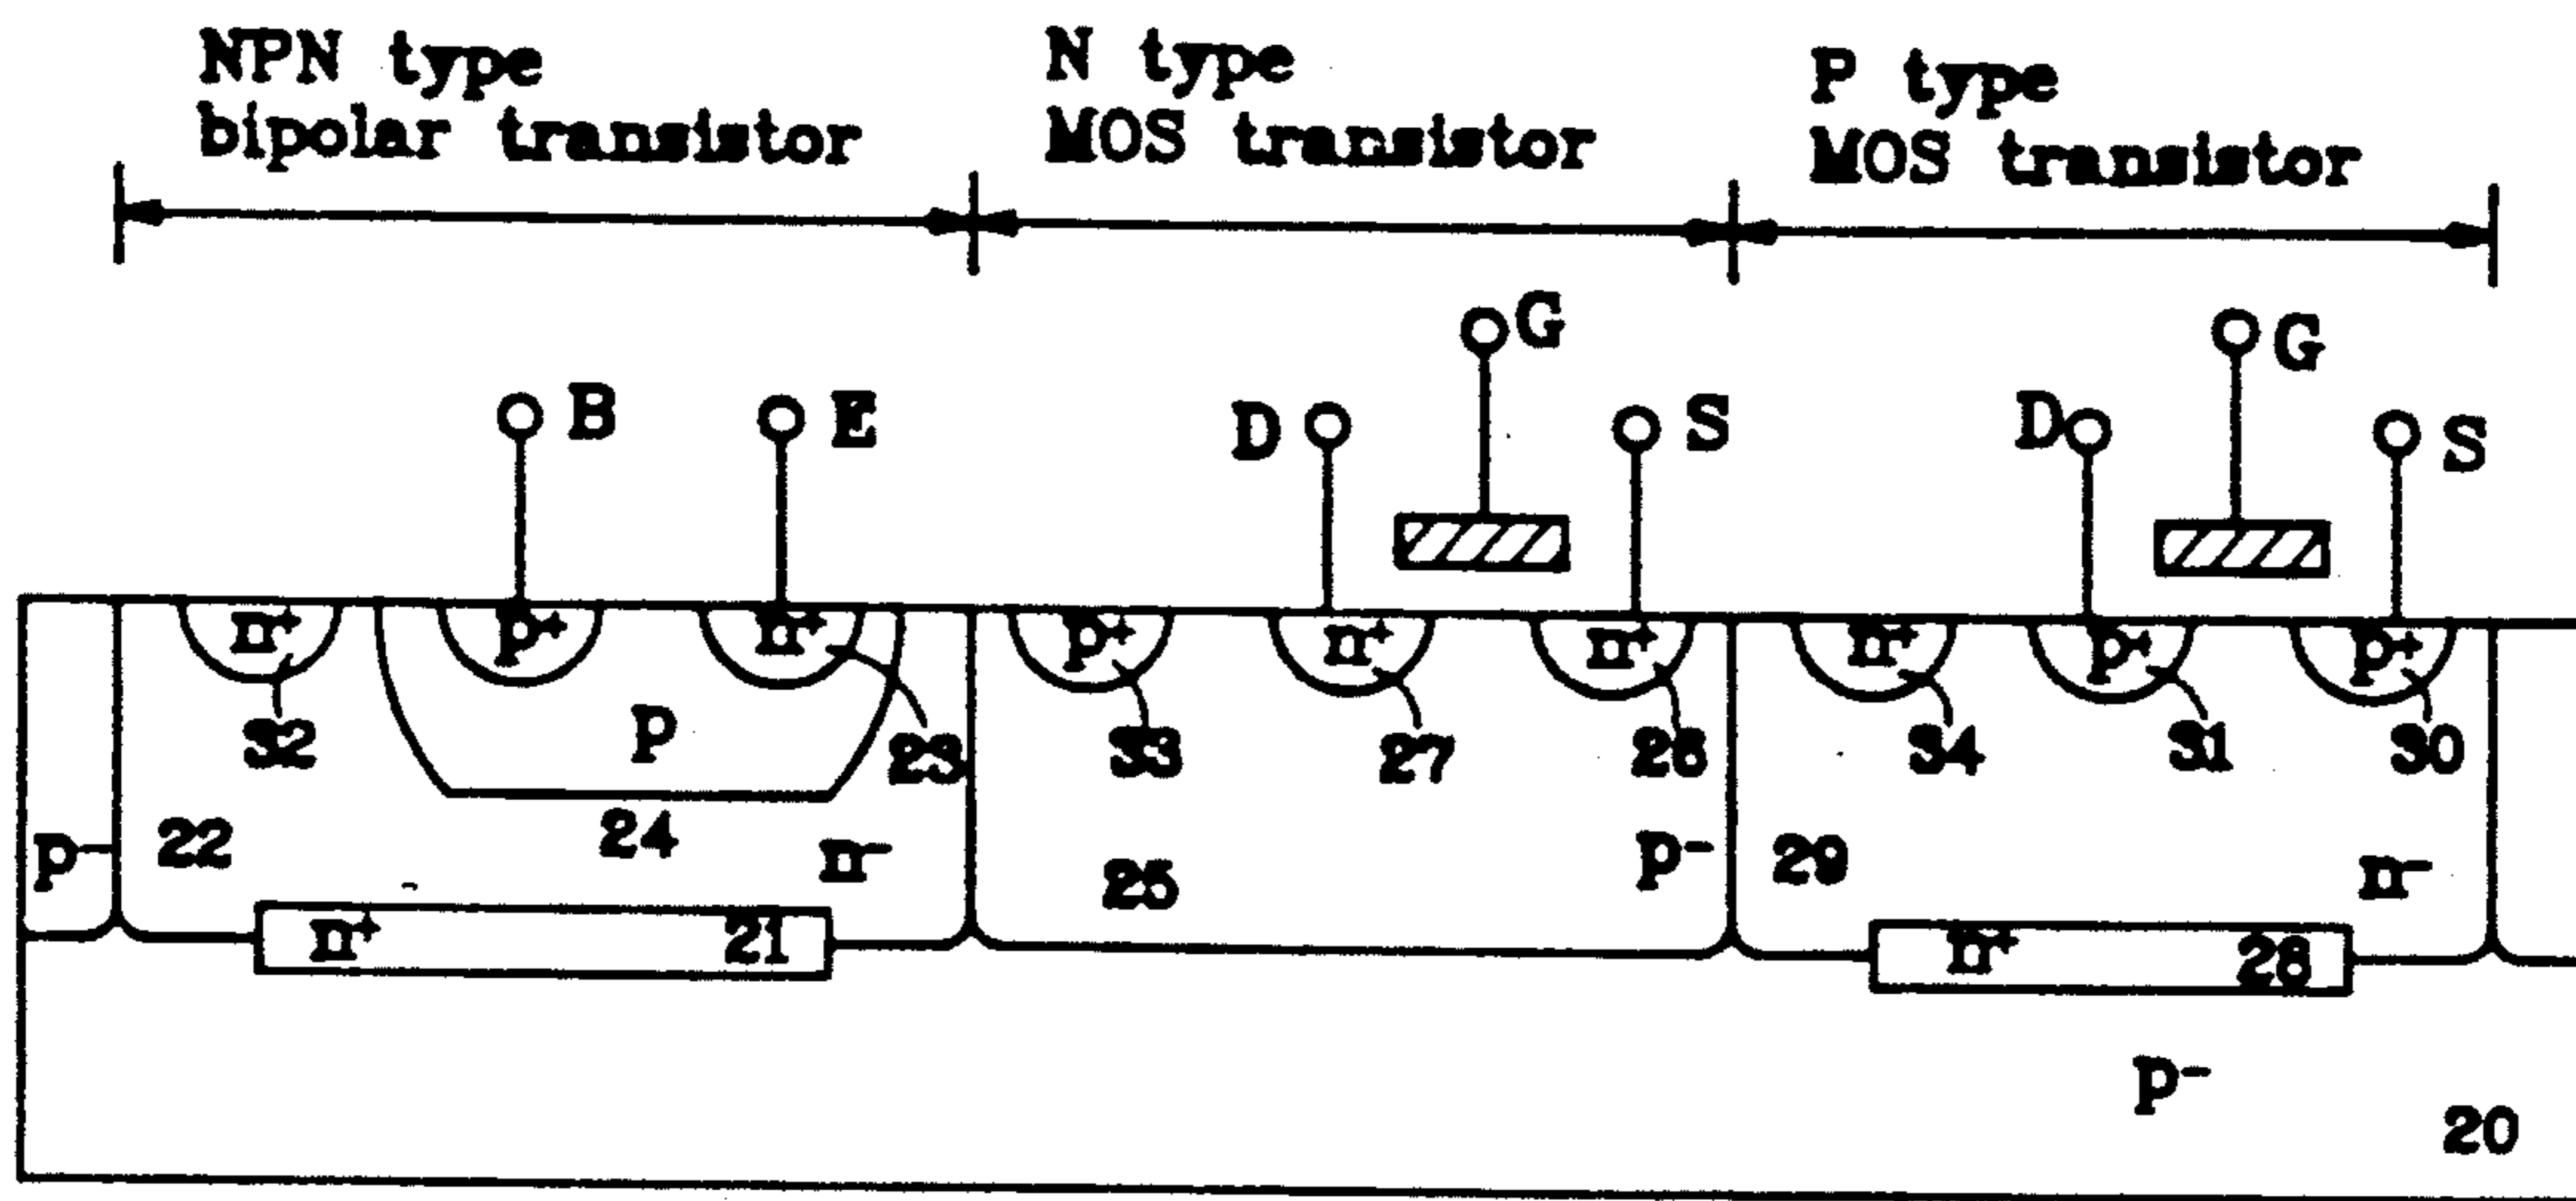 NPN type
bipolar transistor
N type
MOS transistor
P type
MOS transistor
G
G
B
E
D
S
D
S
n+
p+
n+
p+
n+
n+
n+
p+
p+
32
p
23
33
27
26
34
31
30
p-
22
24
n-
25
p-
29
n-
n+
21
n+
28
p-
20